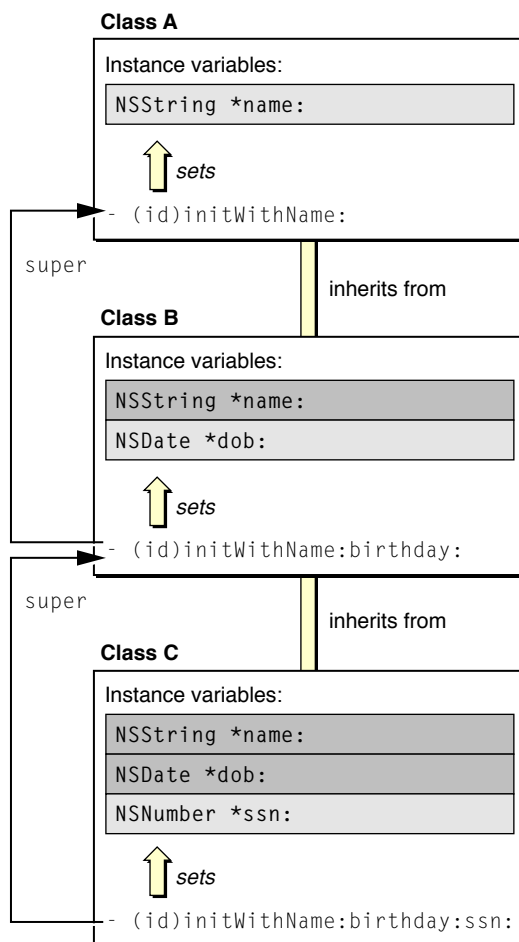 Class A
Instance variables:
NSString *name:
sets
- (id)initWithName:
super
inherits from
Class B
Instance variables:
NSString *name:
NSDate *dob:
sets
- (id)initWithName:birthday:
super
inherits from
Class C
Instance variables:
NSString *name:
NSDate *dob:
NSNumber *ssn:
sets
- (id)initWithName:birthday:ssn: